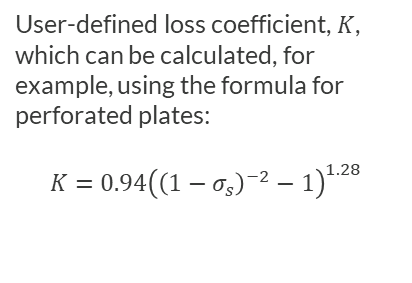 User-defined loss coefficient, K,
which can be calculated, for
example, using the formula for
perforated plates:
K = 0.94((1 − σₛ)⁻² − 1)¹·²⁸